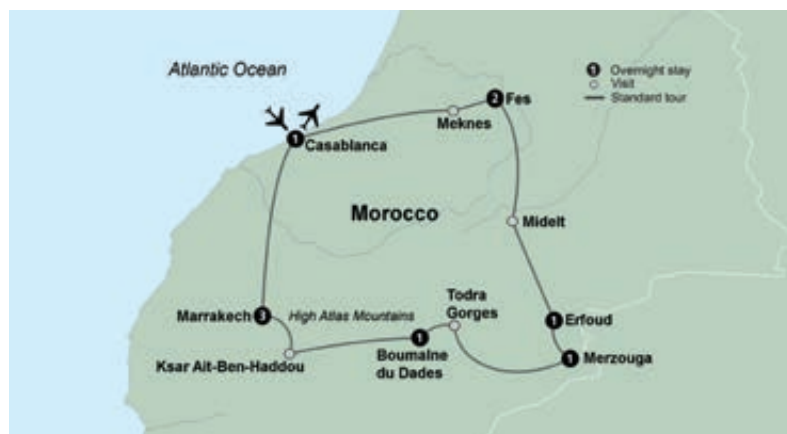 Atlantic Ocean
1 Overnight stay
Visit
Standard tour
2 Fes
Meknes
1 Casablanca
Morocco
Midelt
Todra
Gorges
Marrakech 3
High Atlas Mountains
1 Erfoud
1
Boumalne
du Dades
1 Merzouga
Ksar Ait-Ben-Haddou